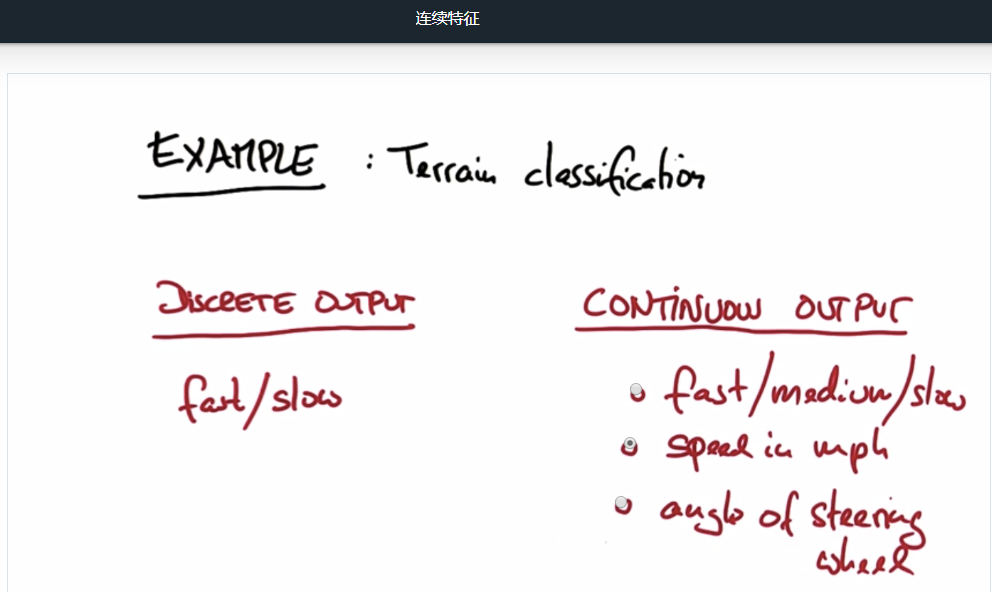 连续特征
EXAMPLE : Terrain classification
DISCRETE OUTPUT
CONTINUOUS OUTPUT
fast/slow
fast/medium/slow
speed in mph
angle of steering
wheel